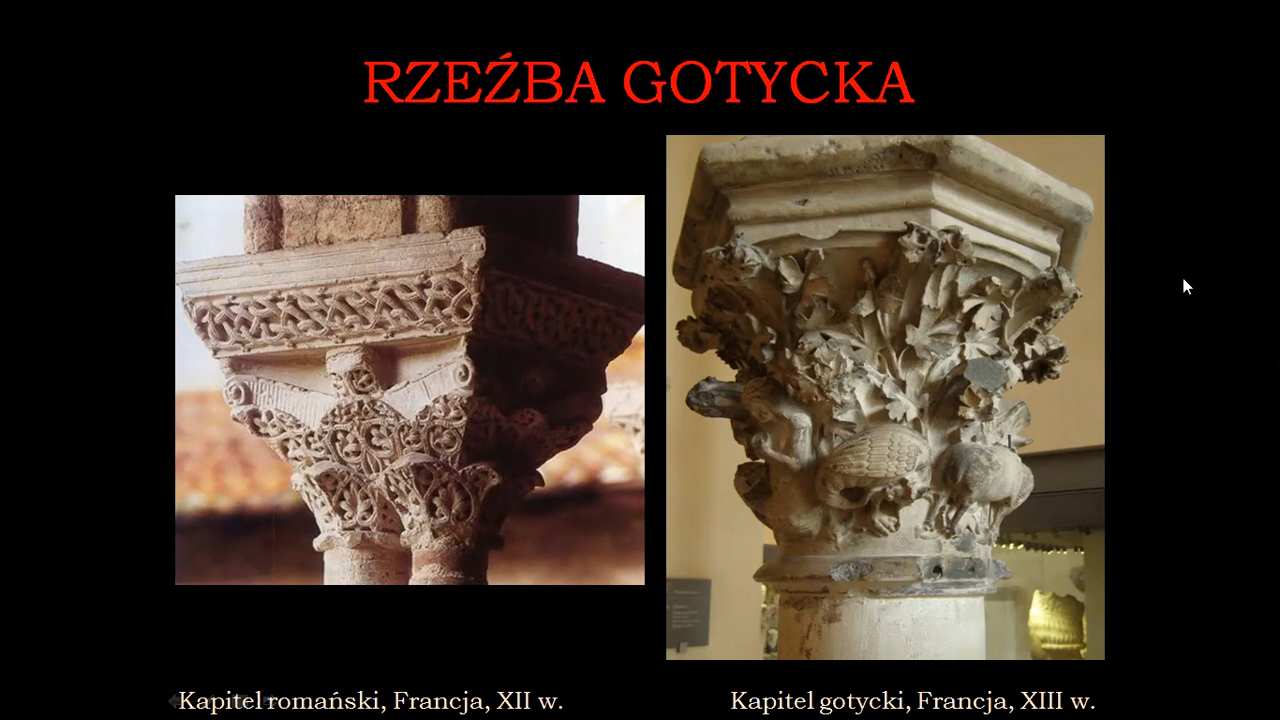 RZEŹBA GOTYCKA
Kapitel romański, Francja, XII w.
Kapitel gotycki, Francja, XIII w.